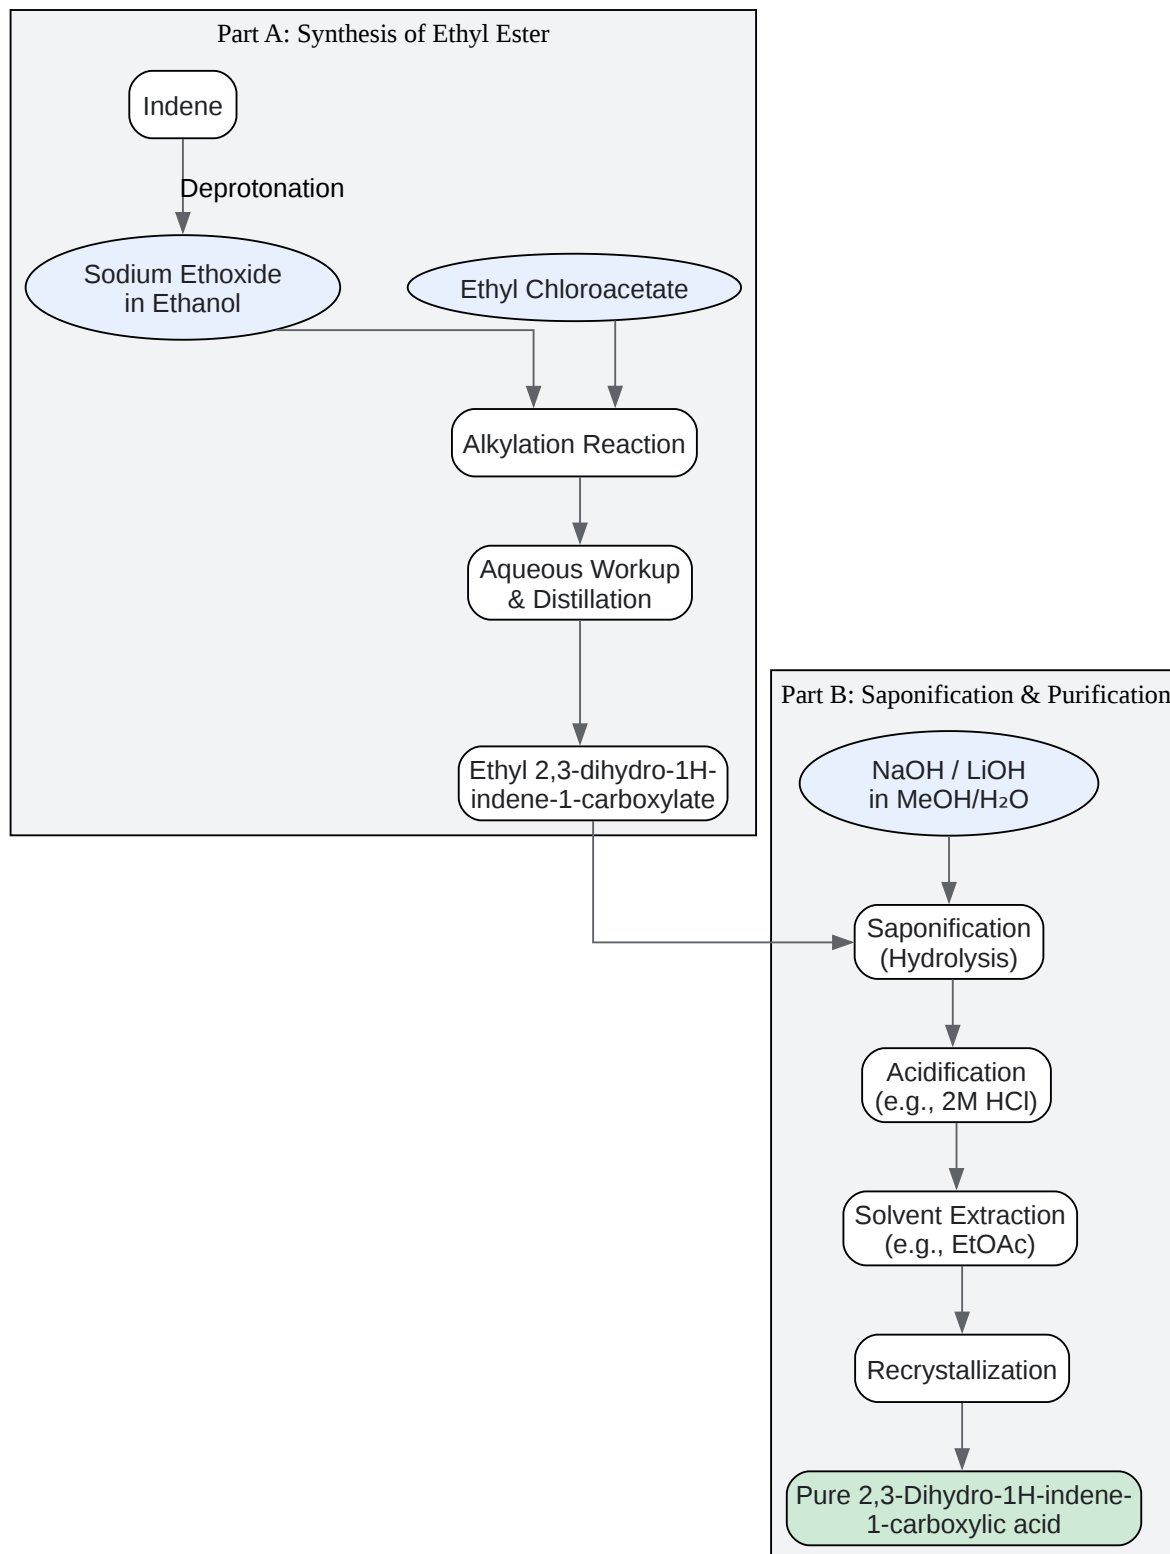 Part A: Synthesis of Ethyl Ester
Indene
Deprotonation
Sodium Ethoxide
in Ethanol
Ethyl Chloroacetate
Alkylation Reaction
Aqueous Workup
& Distillation
Ethyl 2,3-dihydro-1H-
indene-1-carboxylate
Part B: Saponification & Purification
NaOH / LiOH
in MeOH/H₂O
Saponification
(Hydrolysis)
Acidification
(e.g., 2M HCl)
Solvent Extraction
(e.g., EtOAc)
Recrystallization
Pure 2,3-Dihydro-1H-indene-
1-carboxylic acid